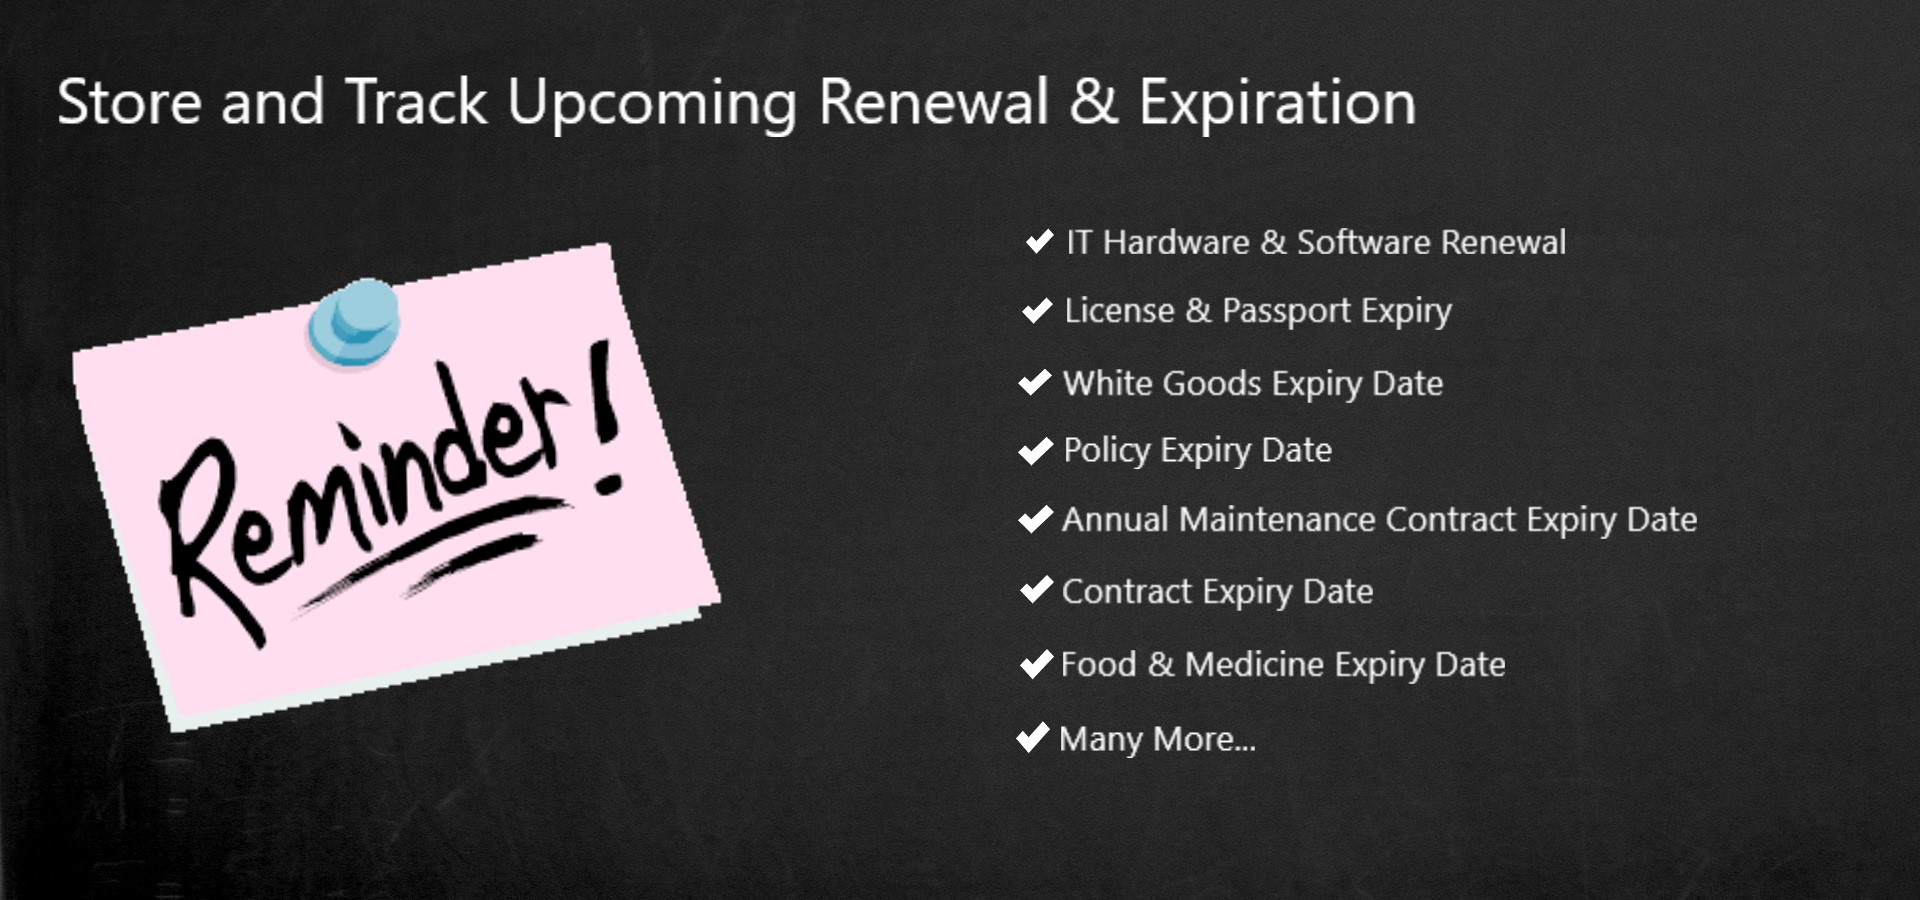 Store and Track Upcoming Renewal & Expiration
Reminder!
IT Hardware & Software Renewal
License & Passport Expiry
White Goods Expiry Date
Policy Expiry Date
Annual Maintenance Contract Expiry Date
Contract Expiry Date
Food & Medicine Expiry Date
Many More...